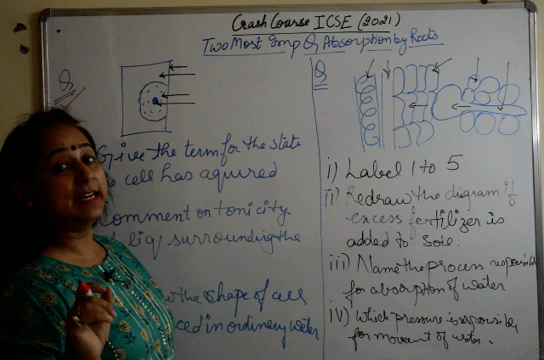 Crash Course ICSE (2021)
Two Most Imp Q Absorption by Roots
Q
Give the term for the state
cell has aquired
Comment on tonicity
liq surrounding the
the shape of cell
in ordinary water
Q
i) Label 1 to 5
ii) Redraw the diagram if
excess fertilizer is
added to soil.
iii) Name the process responsible
for absorption of water
iv) Which pressure is responsible
for movement of water.